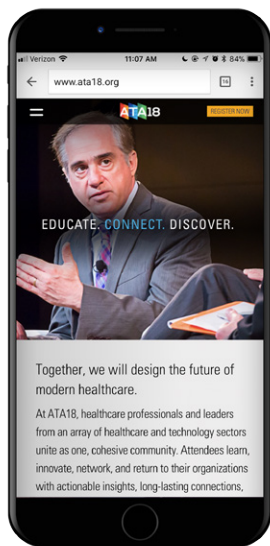 Verizon 11:07 AM 84%
www.ata18.org 16
ATA18 REGISTER NOW
EDUCATE. CONNECT. DISCOVER.
Together, we will design the future of
modern healthcare.
At ATA18, healthcare professionals and leaders
from an array of healthcare and technology sectors
unite as one, cohesive community. Attendees learn,
innovate, network, and return to their organizations
with actionable insights, long-lasting connections,